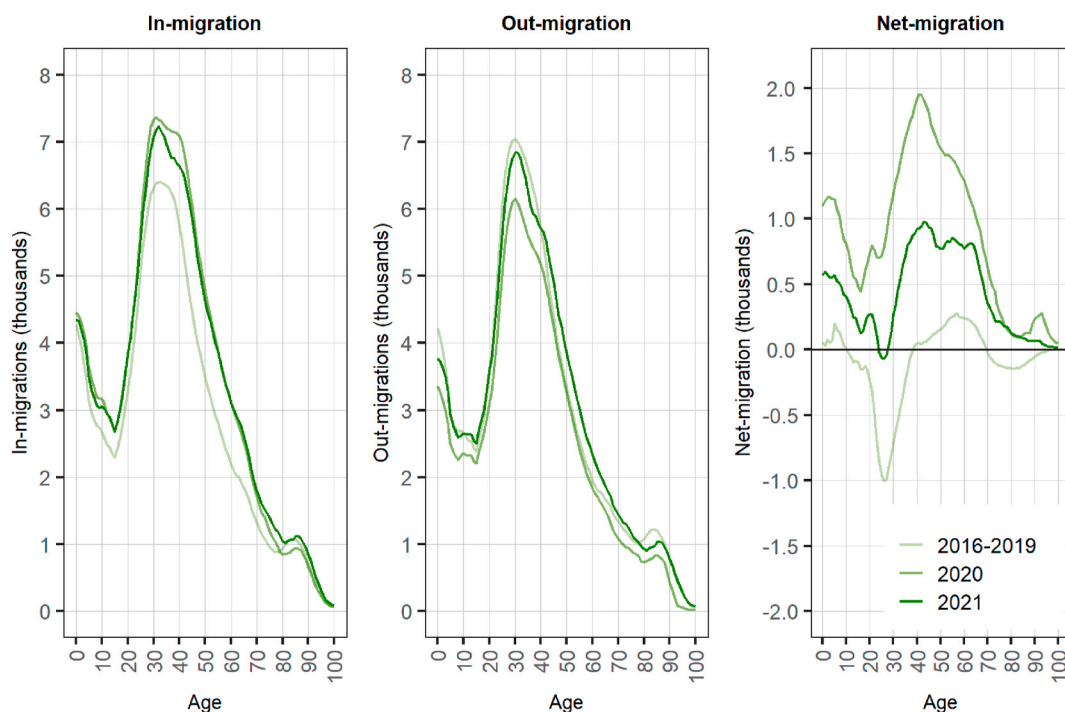 In-migration
Out-migration
Net-migration
In-migrations (thousands)
8
7
6
5
4
3
2
1
0
0 10 20 30 40 50 60 70 80 90 100
Age
Out-migrations (thousands)
8
7
6
5
4
3
2
1
0
0 10 20 30 40 50 60 70 80 90 100
Age
Net-migration (thousands)
2.0
1.5
1.0
0.5
0.0
-0.5
-1.0
-1.5
-2.0
0 10 20 30 40 50 60 70 80 90 100
Age
2016-2019
2020
2021